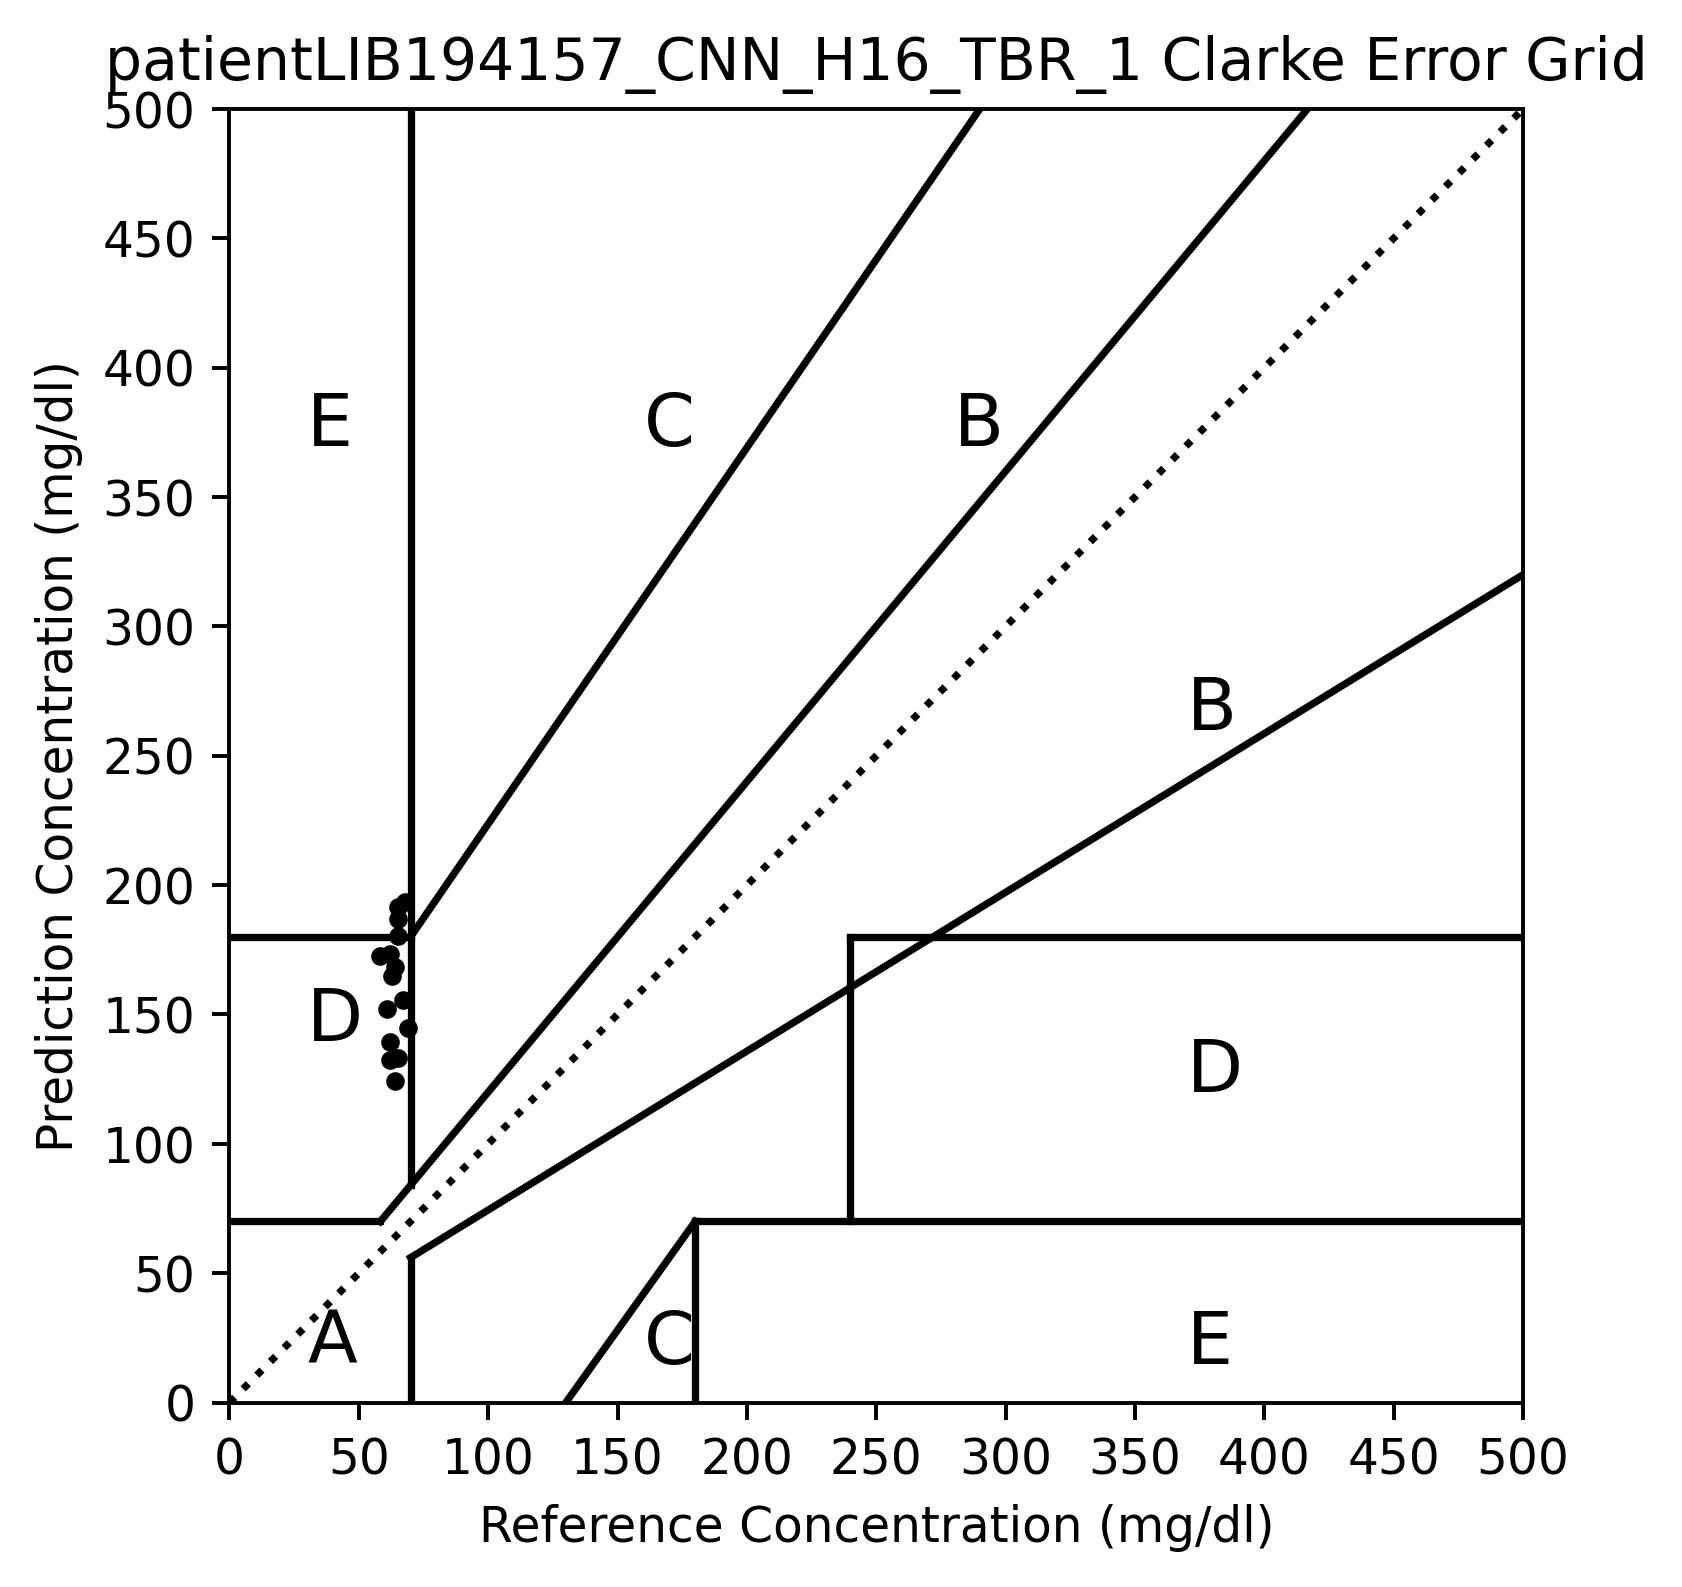 patientLIB194157_CNN_H16_TBR_1 Clarke Error Grid
500
450
400
350
300
250
200
150
100
50
0
Prediction Concentration (mg/dl)
E
C
B
B
D
D
A
C
E
0 50 100 150 200 250 300 350 400 450 500
Reference Concentration (mg/dl)